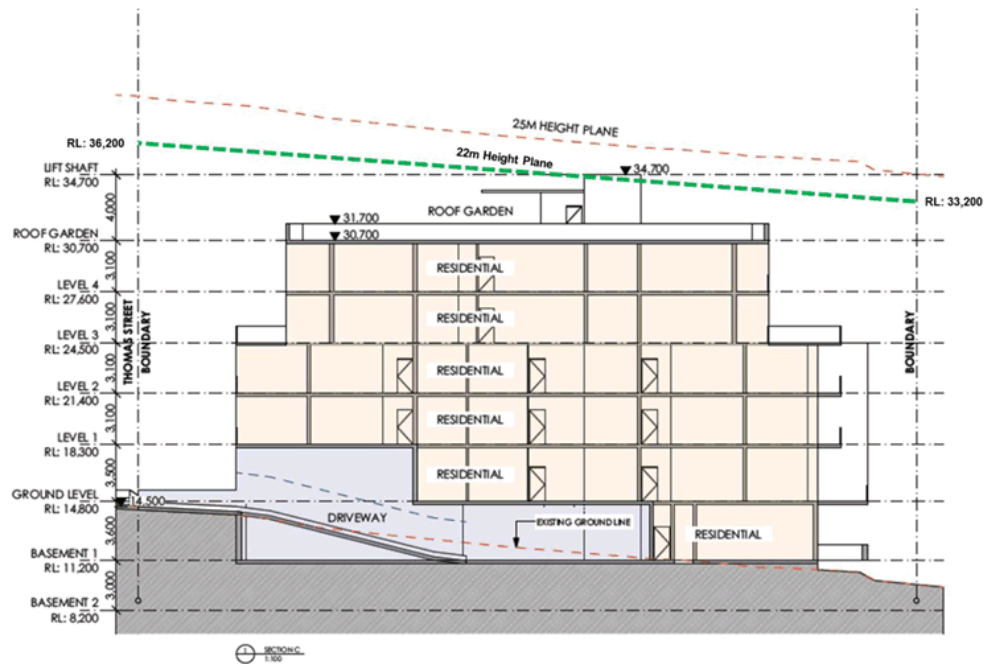 25M HEIGHT PLANE
RL: 36,200
22m Height Plane
LIFT SHAFT
RL: 34,700
34,700
RL: 33,200
4,000
ROOF GARDEN
31,700
30,700
ROOF GARDEN
RL: 30,700
3,100
RESIDENTIAL
LEVEL 4
RL: 27,600
3,100
RESIDENTIAL
THOMAS STREET
BOUNDARY
BOUNDARY
LEVEL 3
RL: 24,500
3,100
RESIDENTIAL
LEVEL 2
RL: 21,400
3,100
RESIDENTIAL
LEVEL 1
RL: 18,300
3,500
RESIDENTIAL
GROUND LEVEL
RL: 14,800
14,500
DRIVEWAY
EXISTING GROUND LINE
RESIDENTIAL
3,600
BASEMENT 1
RL: 11,200
3,000
BASEMENT 2
RL: 8,200
1
SECTION C
1:100